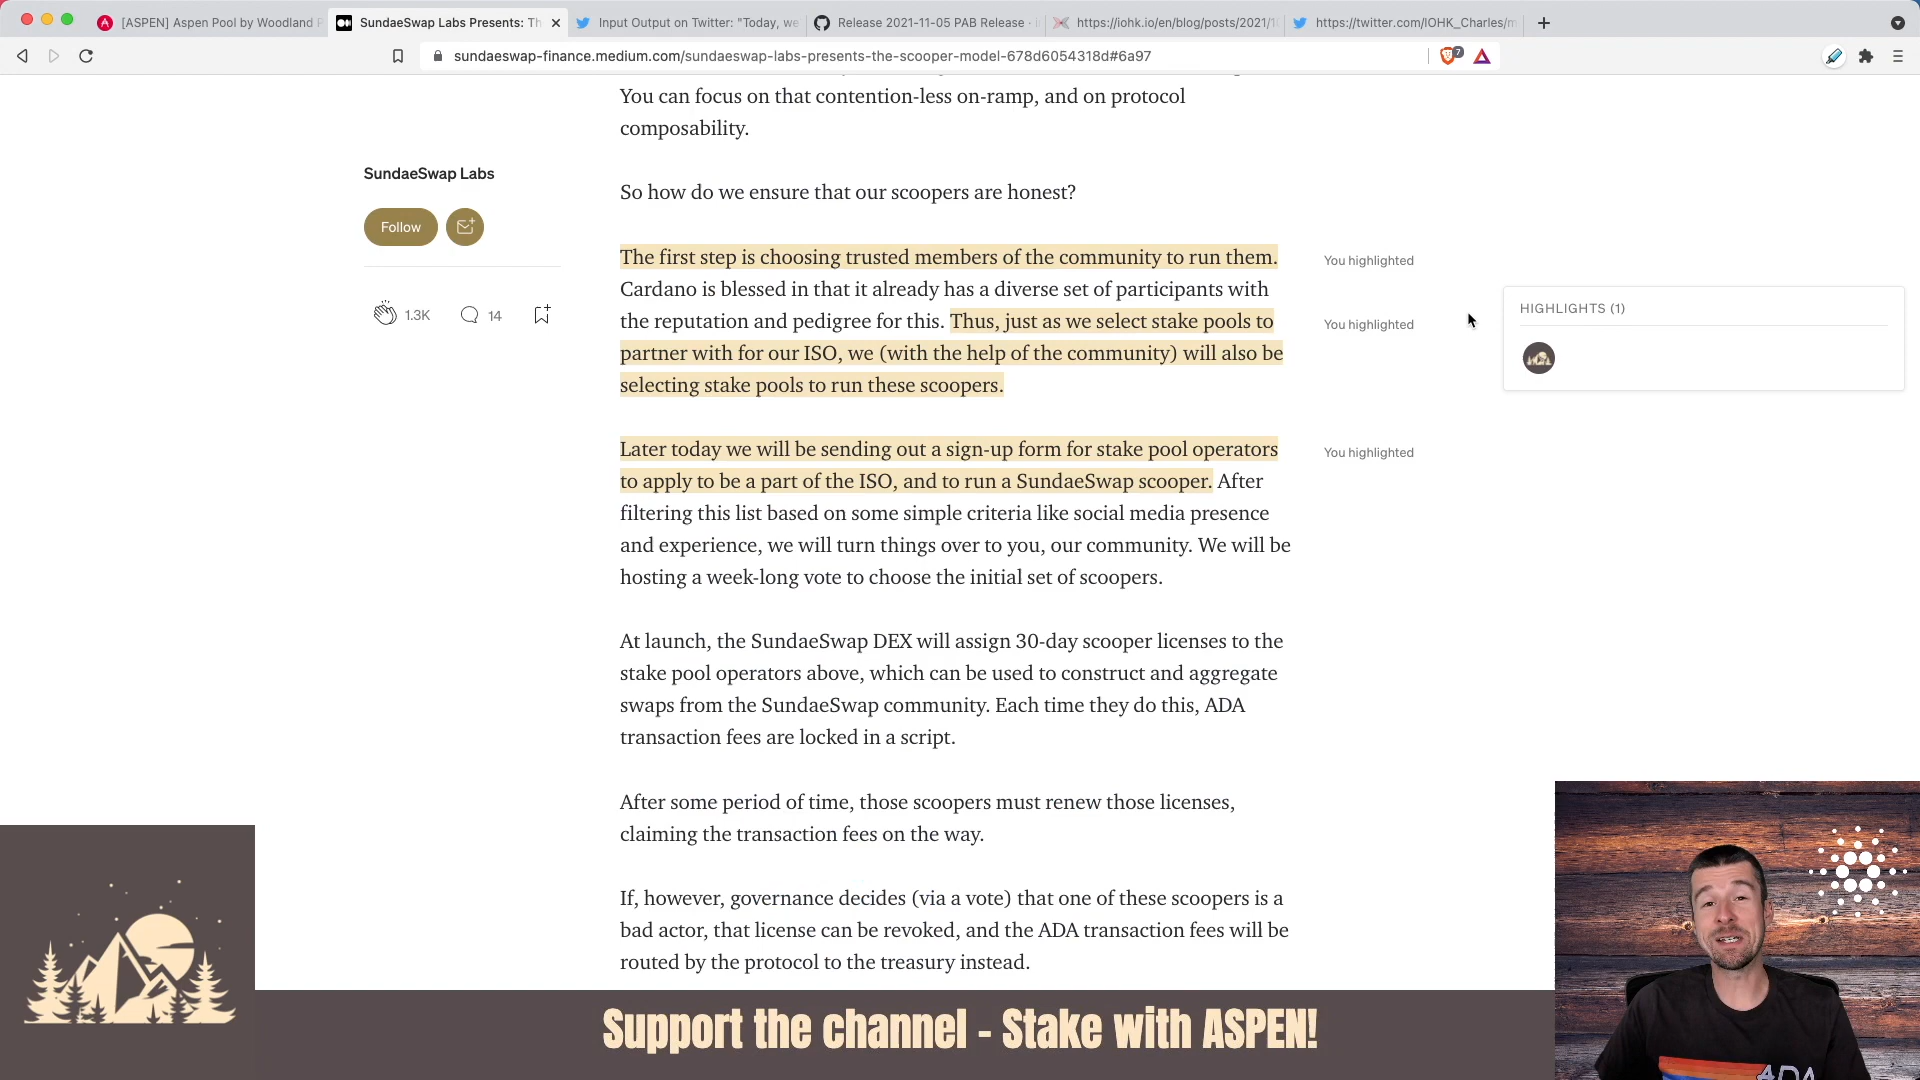 [ASPEN] Aspen Pool by Woodland P
SundaeSwap Labs Presents: Th
Input Output on Twitter: "Today, we
Release 2021-11-05 PAB Release ·
https://iohk.io/en/blog/posts/2021/1
https://twitter.com/IOHK_Charles/
sundaeswap-finance.medium.com/sundaeswap-labs-presents-the-scooper-model-678d6054318d#6a97
7
You can focus on that contention-less on-ramp, and on protocol
composability.
SundaeSwap Labs
Follow
1.3K
14
So how do we ensure that our scoopers are honest?
The first step is choosing trusted members of the community to run them.
Cardano is blessed in that it already has a diverse set of participants with
the reputation and pedigree for this. Thus, just as we select stake pools to
partner with for our ISO, we (with the help of the community) will also be
selecting stake pools to run these scoopers.
You highlighted
You highlighted
HIGHLIGHTS (1)
Later today we will be sending out a sign-up form for stake pool operators
to apply to be a part of the ISO, and to run a SundaeSwap scooper. After
filtering this list based on some simple criteria like social media presence
and experience, we will turn things over to you, our community. We will be
hosting a week-long vote to choose the initial set of scoopers.
You highlighted
At launch, the SundaeSwap DEX will assign 30-day scooper licenses to the
stake pool operators above, which can be used to construct and aggregate
swaps from the SundaeSwap community. Each time they do this, ADA
transaction fees are locked in a script.
After some period of time, those scoopers must renew those licenses,
claiming the transaction fees on the way.
If, however, governance decides (via a vote) that one of these scoopers is a
bad actor, that license can be revoked, and the ADA transaction fees will be
routed by the protocol to the treasury instead.
Support the channel - Stake with ASPEN!
ADA